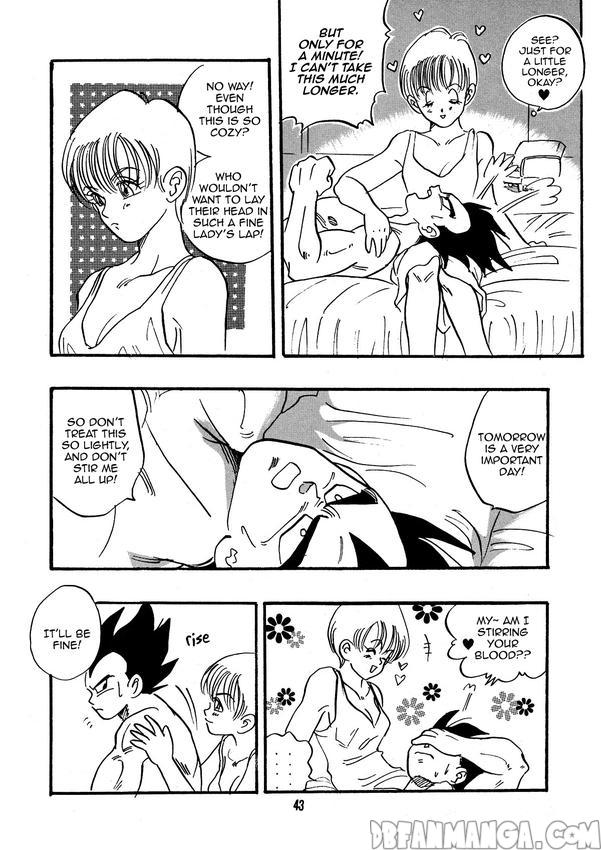 SEE?
JUST FOR
A LITTLE
LONGER,
OKAY?
♥
BUT
ONLY FOR
A MINUTE!
I CAN'T TAKE
THIS MUCH
LONGER.
NO WAY!
EVEN
THOUGH
THIS IS SO
COZY?
WHO
WOULDN'T
WANT TO LAY
THEIR HEAD IN
SUCH A FINE
LADY'S LAP!
TOMORROW
IS A VERY
IMPORTANT
DAY!
SO DON'T
TREAT THIS
SO LIGHTLY,
AND DON'T
STIR ME
ALL UP!
MY~ AM I
♥ STIRRING
YOUR
BLOOD??
IT'LL BE
FINE!
rise
43
DBFANMANGA.COM